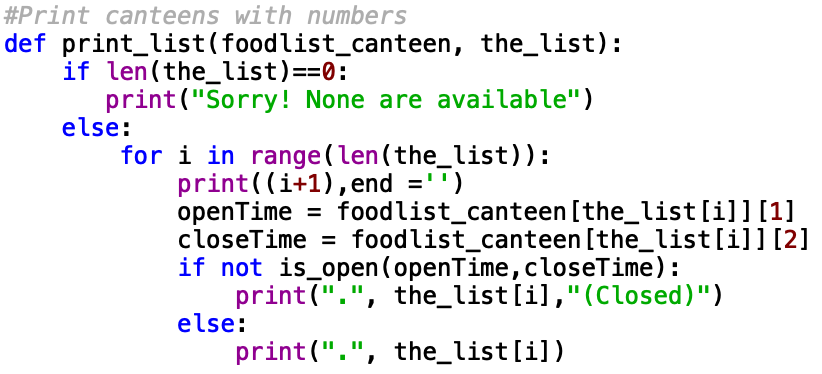 #Print canteens with numbers
def print_list(foodlist_canteen, the_list):
    if len(the_list)==0:
       print("Sorry! None are available")
    else:
        for i in range(len(the_list)):
            print((i+1),end ='')
            openTime = foodlist_canteen[the_list[i]][1]
            closeTime = foodlist_canteen[the_list[i]][2]
            if not is_open(openTime,closeTime):
                print(".", the_list[i],"(Closed)")
            else:
                print(".", the_list[i])